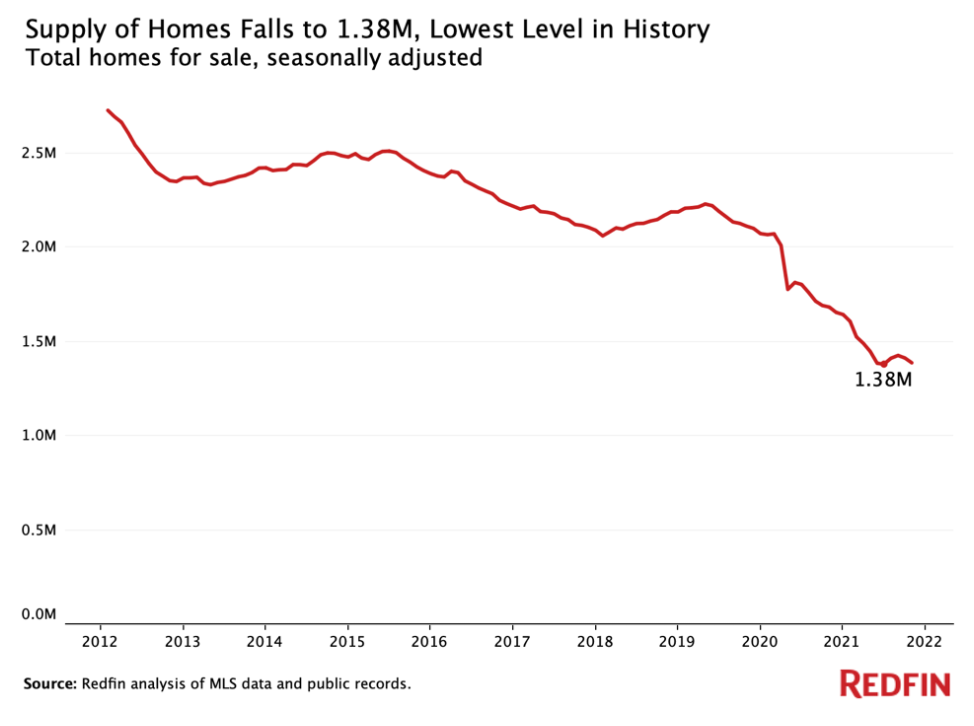 Supply of Homes Falls to 1.38M, Lowest Level in History
Total homes for sale, seasonally adjusted
2.5M
2.0M
1.5M
1.38M
1.0M
0.5M
0.0M
2012 2013 2014 2015 2016 2017 2018 2019 2020 2021 2022
Source: Redfin analysis of MLS data and public records.
REDFIN